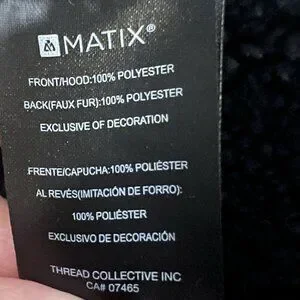 MATIX®
FRONT/HOOD:100% POLYESTER
BACK(FAUX FUR):100% POLYESTER
EXCLUSIVE OF DECORATION
FRENTE/CAPUCHA:100% POLIÉSTER
AL REVÉS(IMITACIÓN DE FORRO):
100% POLIÉSTER
EXCLUSIVO DE DECORACIÓN
THREAD COLLECTIVE INC
CA# 07465